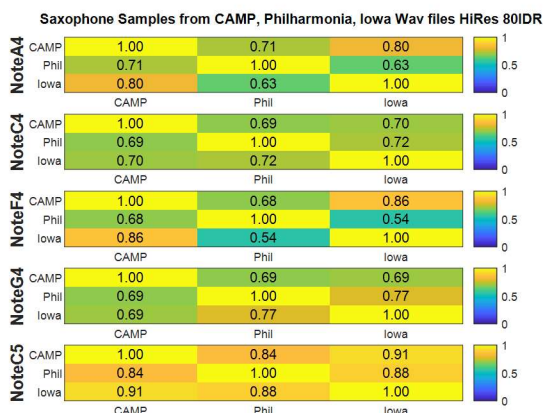 Saxophone Samples from CAMP, Philharmonia, Iowa Wav files HiRes 80IDR
NoteA4
CAMP 1.00 0.71 0.80
Phil 0.71 1.00 0.63
Iowa 0.80 0.63 1.00
CAMP Phil Iowa
1
0.5
0
NoteC4
CAMP 1.00 0.69 0.70
Phil 0.69 1.00 0.72
Iowa 0.70 0.72 1.00
CAMP Phil Iowa
1
0.5
0
NoteF4
CAMP 1.00 0.68 0.86
Phil 0.68 1.00 0.54
Iowa 0.86 0.54 1.00
CAMP Phil Iowa
1
0.5
0
NoteG4
CAMP 1.00 0.69 0.69
Phil 0.69 1.00 0.77
Iowa 0.69 0.77 1.00
CAMP Phil Iowa
1
0.5
0
NoteC5
CAMP 1.00 0.84 0.91
Phil 0.84 1.00 0.88
Iowa 0.91 0.88 1.00
CAMP Phil Iowa
1
0.5
0